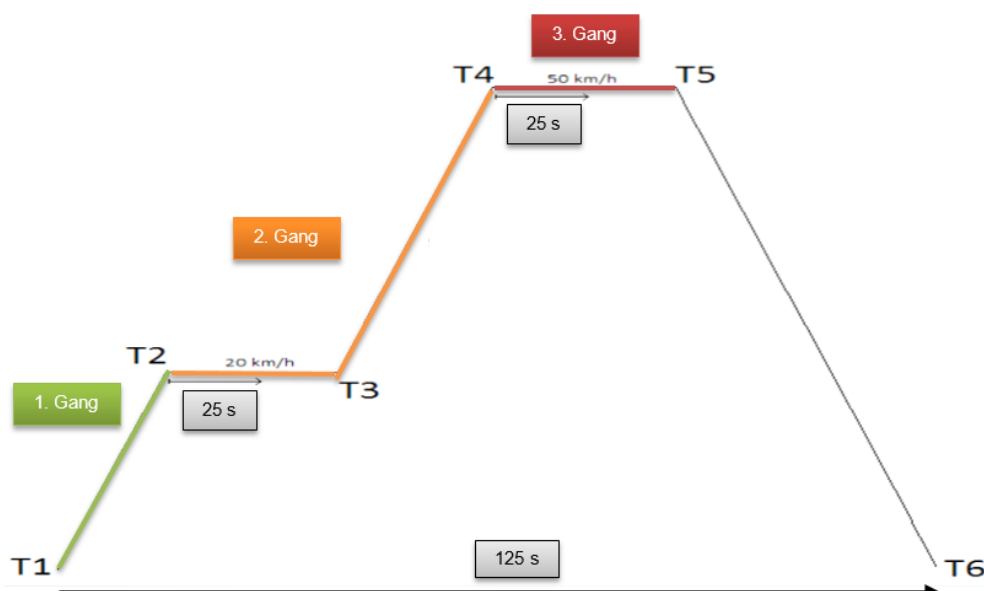 3. Gang
T4
50 km/h
T5
25 s
2. Gang
T2
20 km/h
T3
1. Gang
25 s
T1
125 s
T6